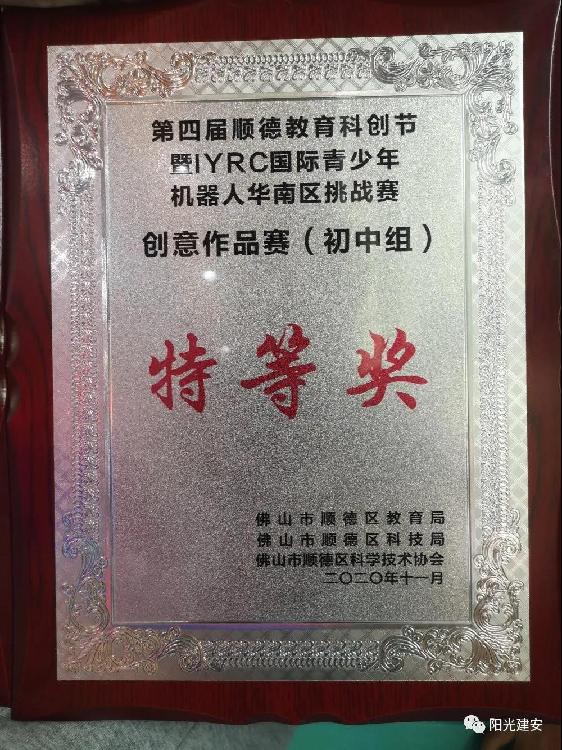 第四届顺德教育科创节
暨IYRC国际青少年
机器人华南区挑战赛
创意作品赛（初中组）
特等奖
佛山市顺德区教育局
佛山市顺德区科技局
佛山市顺德区科学技术协会
二〇二〇年十一月
阳光建安